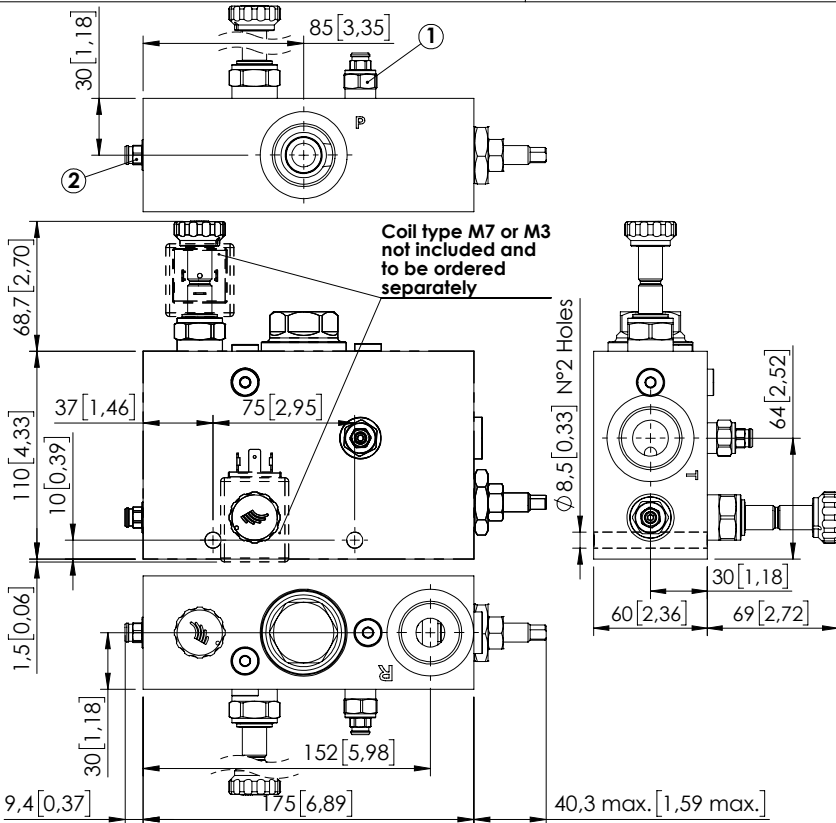 85[3,35]
30[1,18]
1
P
2
Coil type M7 or M3
not included and
to be ordered
separately
68,7[2,70]
37[1,46]
75[2,95]
110[4,33]
10[0,39]
1,5[0,06]
Ø8,5[0,33] N°2 Holes
64[2,52]
T
30[1,18]
60[2,36]
69[2,72]
R
30[1,18]
152[5,98]
9,4[0,37]
175[6,89]
40,3 max.[1,59 max.]